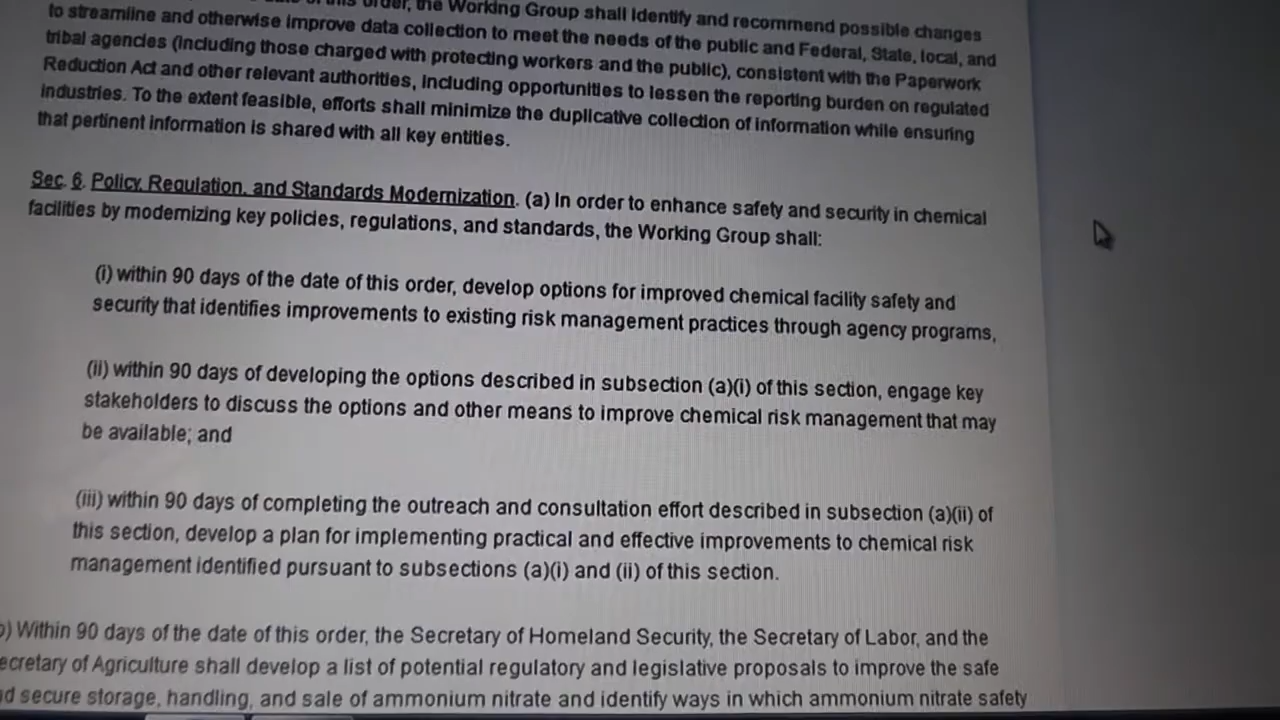 this order, the Working Group shall identify and recommend possible changes
to streamline and otherwise improve data collection to meet the needs of the public and Federal, State, local, and
tribal agencies (including those charged with protecting workers and the public), consistent with the Paperwork
Reduction Act and other relevant authorities, including opportunities to lessen the reporting burden on regulated
industries. To the extent feasible, efforts shall minimize the duplicative collection of information while ensuring
that pertinent information is shared with all key entities.
Sec. 6. Policy, Regulation, and Standards Modernization. (a) In order to enhance safety and security in chemical
facilities by modernizing key policies, regulations, and standards, the Working Group shall:
(i) within 90 days of the date of this order, develop options for improved chemical facility safety and
security that identifies improvements to existing risk management practices through agency programs,
(ii) within 90 days of developing the options described in subsection (a)(i) of this section, engage key
stakeholders to discuss the options and other means to improve chemical risk management that may
be available; and
(iii) within 90 days of completing the outreach and consultation effort described in subsection (a)(ii) of
this section, develop a plan for implementing practical and effective improvements to chemical risk
management identified pursuant to subsections (a)(i) and (ii) of this section.
) Within 90 days of the date of this order, the Secretary of Homeland Security, the Secretary of Labor, and the
ecretary of Agriculture shall develop a list of potential regulatory and legislative proposals to improve the safe
d secure storage, handling, and sale of ammonium nitrate and identify ways in which ammonium nitrate safety